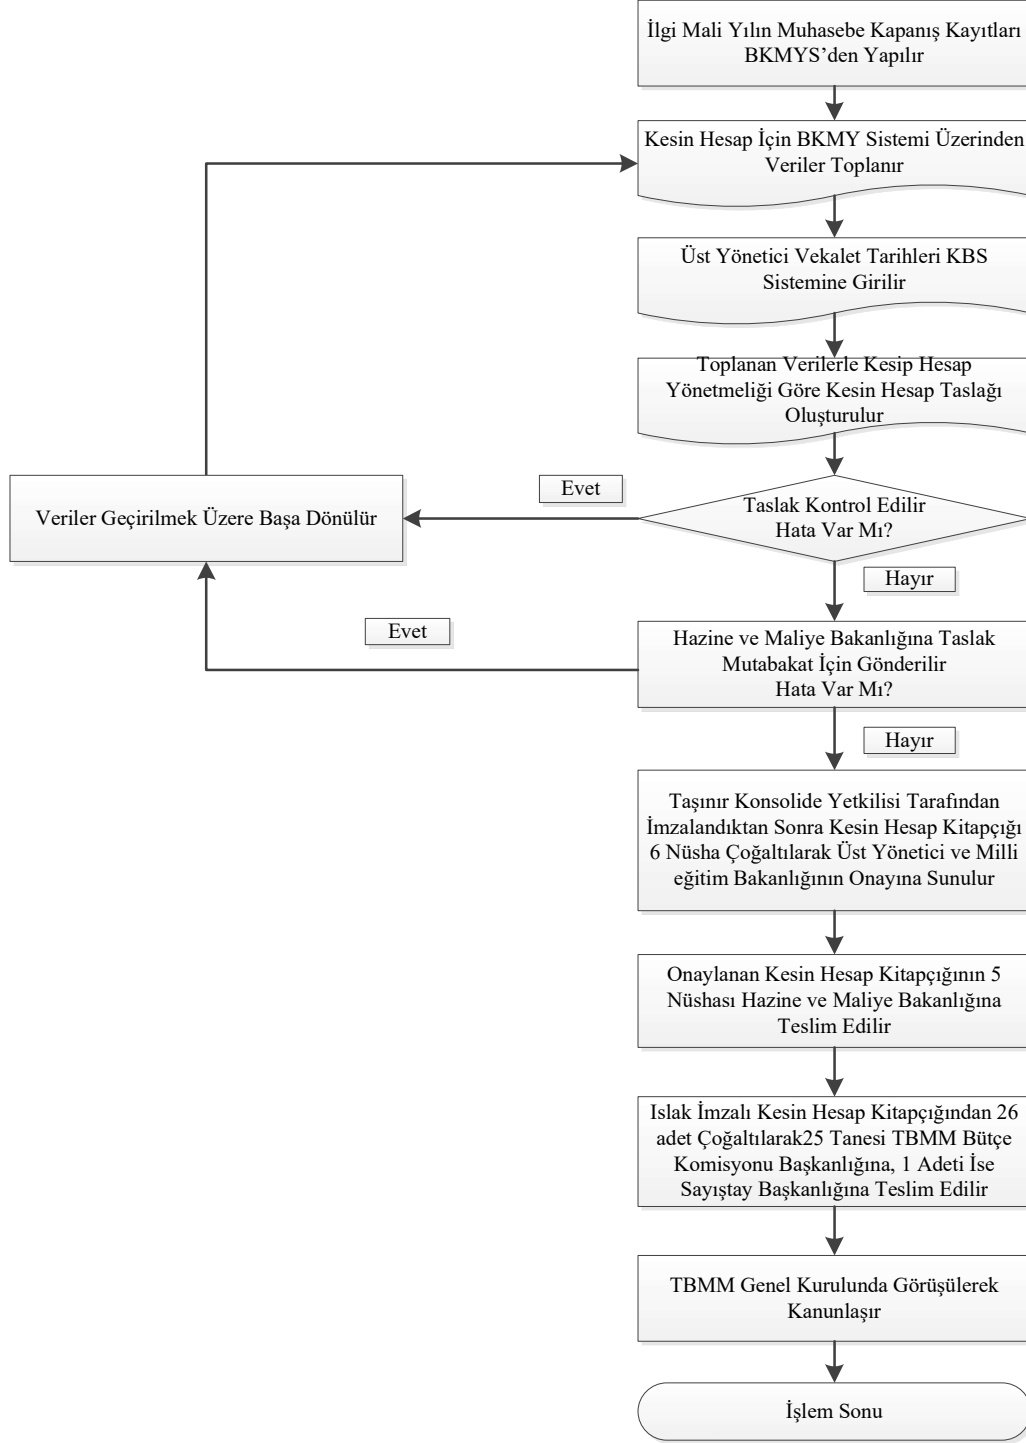 İlgi Mali Yılın Muhasebe Kapanış Kayıtları
BKMYS’den Yapılır
Kesin Hesap İçin BKMY Sistemi Üzerinden
Veriler Toplanır
Üst Yönetici Vekalet Tarihleri KBS
Sistemine Girilir
Toplanan Verilerle Kesip Hesap
Yönetmeliği Göre Kesin Hesap Taslağı
Oluşturulur
Evet
Veriler Geçirilmek Üzere Başa Dönülür
Taslak Kontrol Edilir
Hata Var Mı?
Hayır
Evet
Hazine ve Maliye Bakanlığına Taslak
Mutabakat İçin Gönderilir
Hata Var Mı?
Hayır
Taşınır Konsolide Yetkilisi Tarafından
İmzalandıktan Sonra Kesin Hesap Kitapçığı
6 Nüsha Çoğaltılarak Üst Yönetici ve Milli
eğitim Bakanlığının Onayına Sunulur
Onaylanan Kesin Hesap Kitapçığının 5
Nüshası Hazine ve Maliye Bakanlığına
Teslim Edilir
Islak İmzalı Kesin Hesap Kitapçığından 26
adet Çoğaltılarak25 Tanesi TBMM Bütçe
Komisyonu Başkanlığına, 1 Adeti İse
Sayıştay Başkanlığına Teslim Edilir
TBMM Genel Kurulunda Görüşülerek
Kanunlaşır
İşlem Sonu